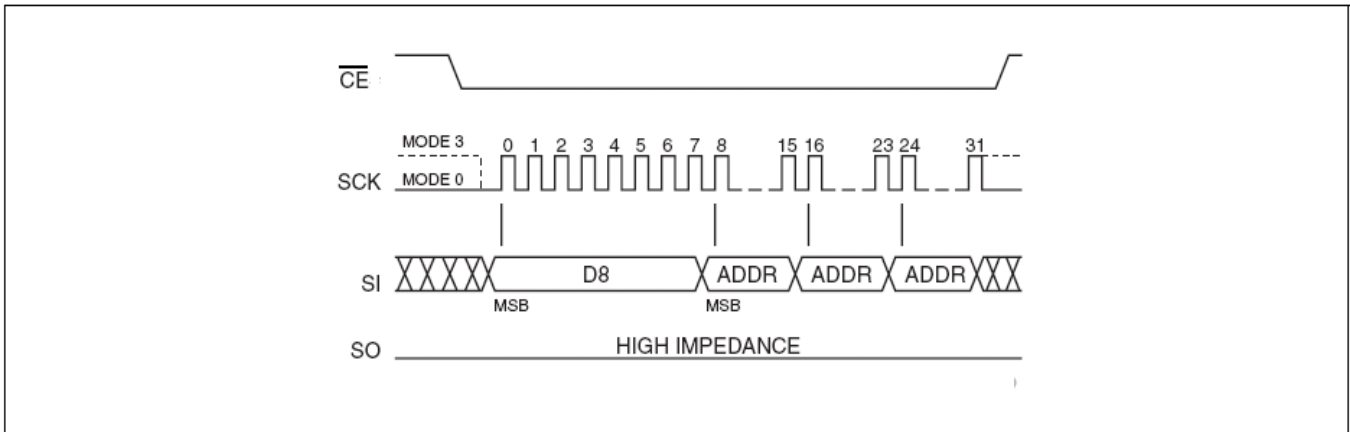 CE
MODE 3
0 1 2 3 4 5 6 7 8 15 16 23 24 31
SCK MODE 0
SI D8 ADDR ADDR ADDR
MSB MSB
SO HIGH IMPEDANCE